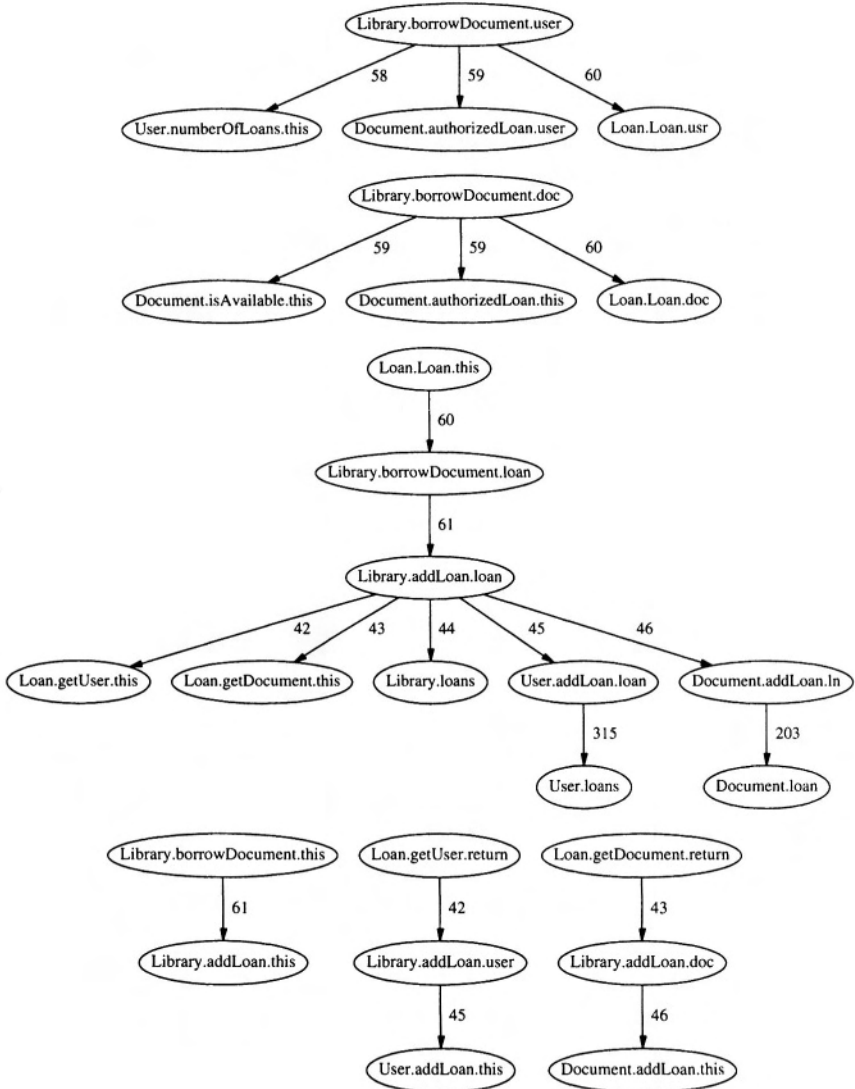 Library.borrowDocument.user
58 59 60
User.numberOfLoans.this Document.authorizedLoan.user Loan.Loan.usr
Library.borrowDocument.doc
59 59 60
Document.isAvailable.this Document.authorizedLoan.this Loan.Loan.doc
Loan.Loan.this
60
Library.borrowDocument.loan
61
Library.addLoan.loan
42 43 44 45 46
Loan.getUser.this Loan.getDocument.this Library.loans User.addLoan.loan Document.addLoan.ln
315 203
User.loans Document.loan
Library.borrowDocument.this Loan.getUser.return Loan.getDocument.return
61 42 43
Library.addLoan.this Library.addLoan.user Library.addLoan.doc
45 46
User.addLoan.this Document.addLoan.this